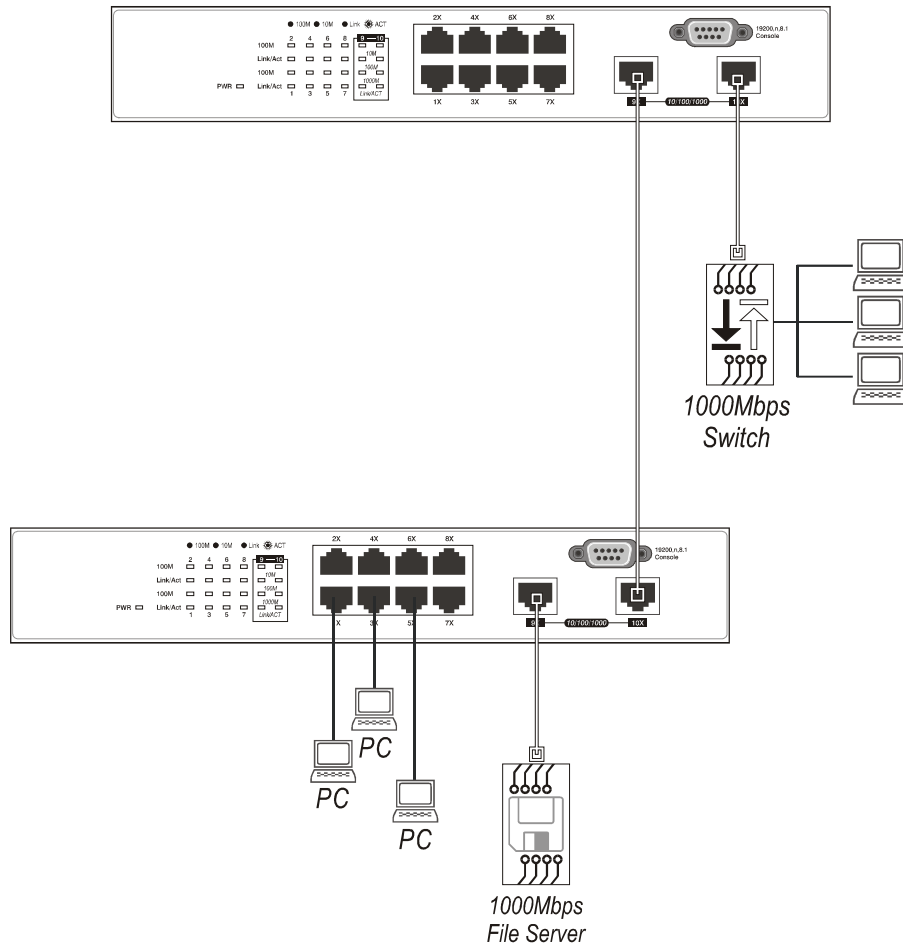 100M 10M Link ACT
2 4 6 8 9 10
100M
10M
Link/Act
100M
100M
1000M
PWR Link/Act
1 3 5 7 Link/ACT
2X 4X 6X 8X
1X 3X 5X 7X
19200,n,8.1
Console
10/100/1000
1000Mbps
Switch
100M 10M Link ACT
2 4 6 8 9 10
100M
10M
Link/Act
100M
100M
1000M
PWR Link/Act
1 3 5 7 Link/ACT
2X 4X 6X 8X
X 3X 5X 7X
19200,n,8.1
Console
10/100/1000 10X
PC
PC
PC
1000Mbps
File Server